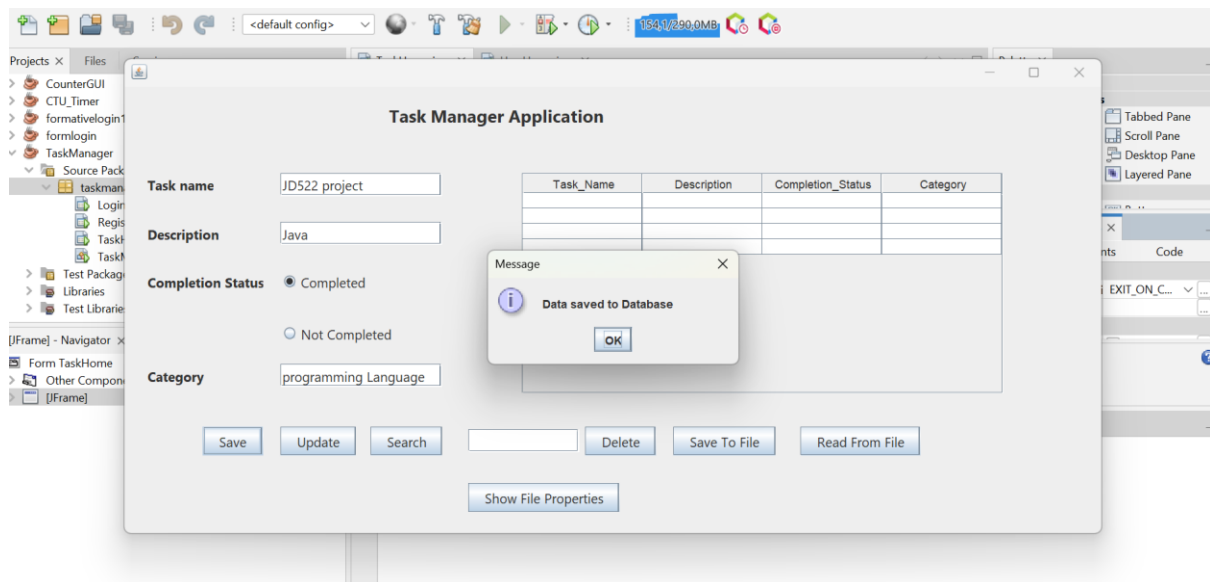 <default config>
154,1/290,0MB
Projects
Files
CounterGUI
CTU_Timer
formativelogin1
formlogin
TaskManager
Source Pack
taskman
Login
Regis
TaskH
TaskM
Test Packag
Libraries
Test Librarie
[JFrame] - Navigator
Form TaskHome
Other Compon
[JFrame]
Task Manager Application
Task name
JD522 project
Description
Java
Completion Status
Completed
Not Completed
Category
programming Language
Task_Name Description Completion_Status Category
Message
Data saved to Database
OK
Save
Update
Search
Delete
Save To File
Read From File
Show File Properties
Tabbed Pane
Scroll Pane
Desktop Pane
Layered Pane
nts
Code
EXIT_ON_C...